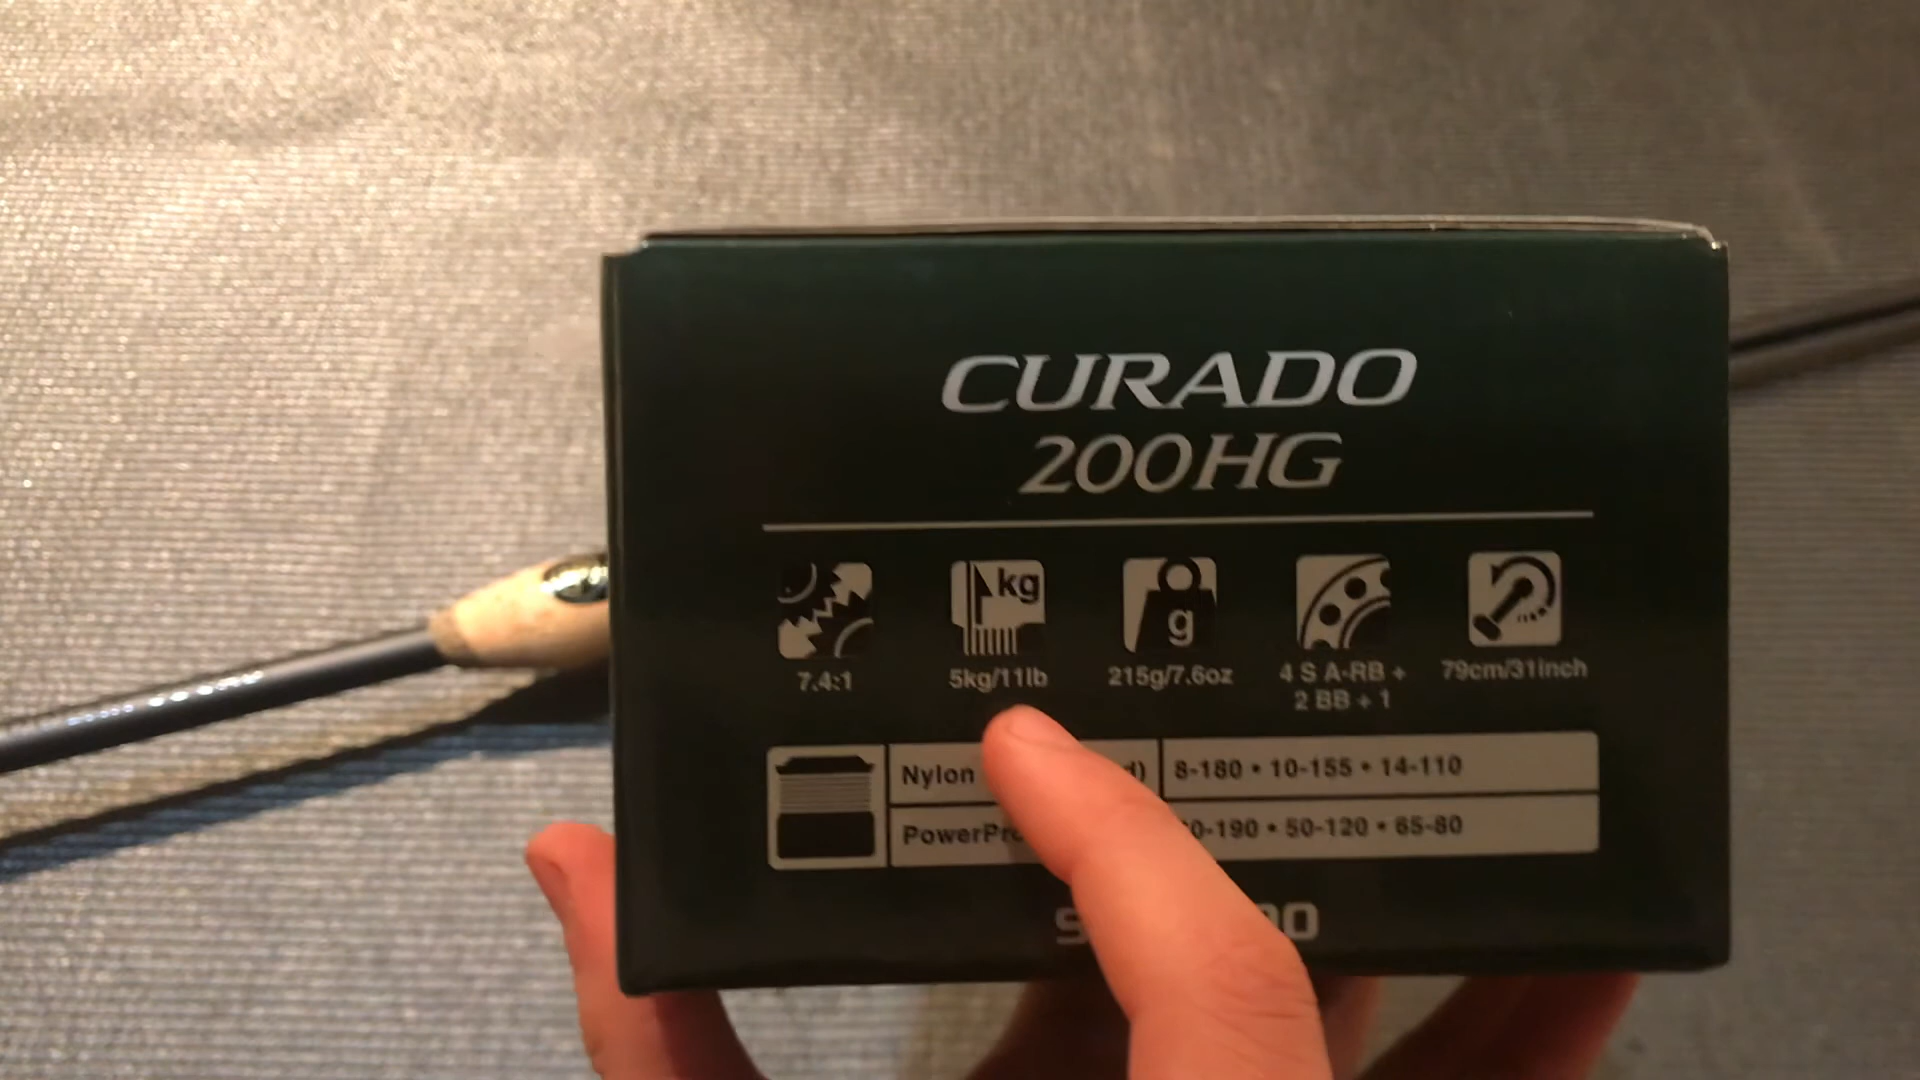 CURADO
200HG
kg
g
7.4:1
5kg/11lb
215g/7.6oz
4 S A-RB +
2 BB + 1
79cm/31inch
Nylon
8-180 • 10-155 • 14-110
50-120 • 65-80